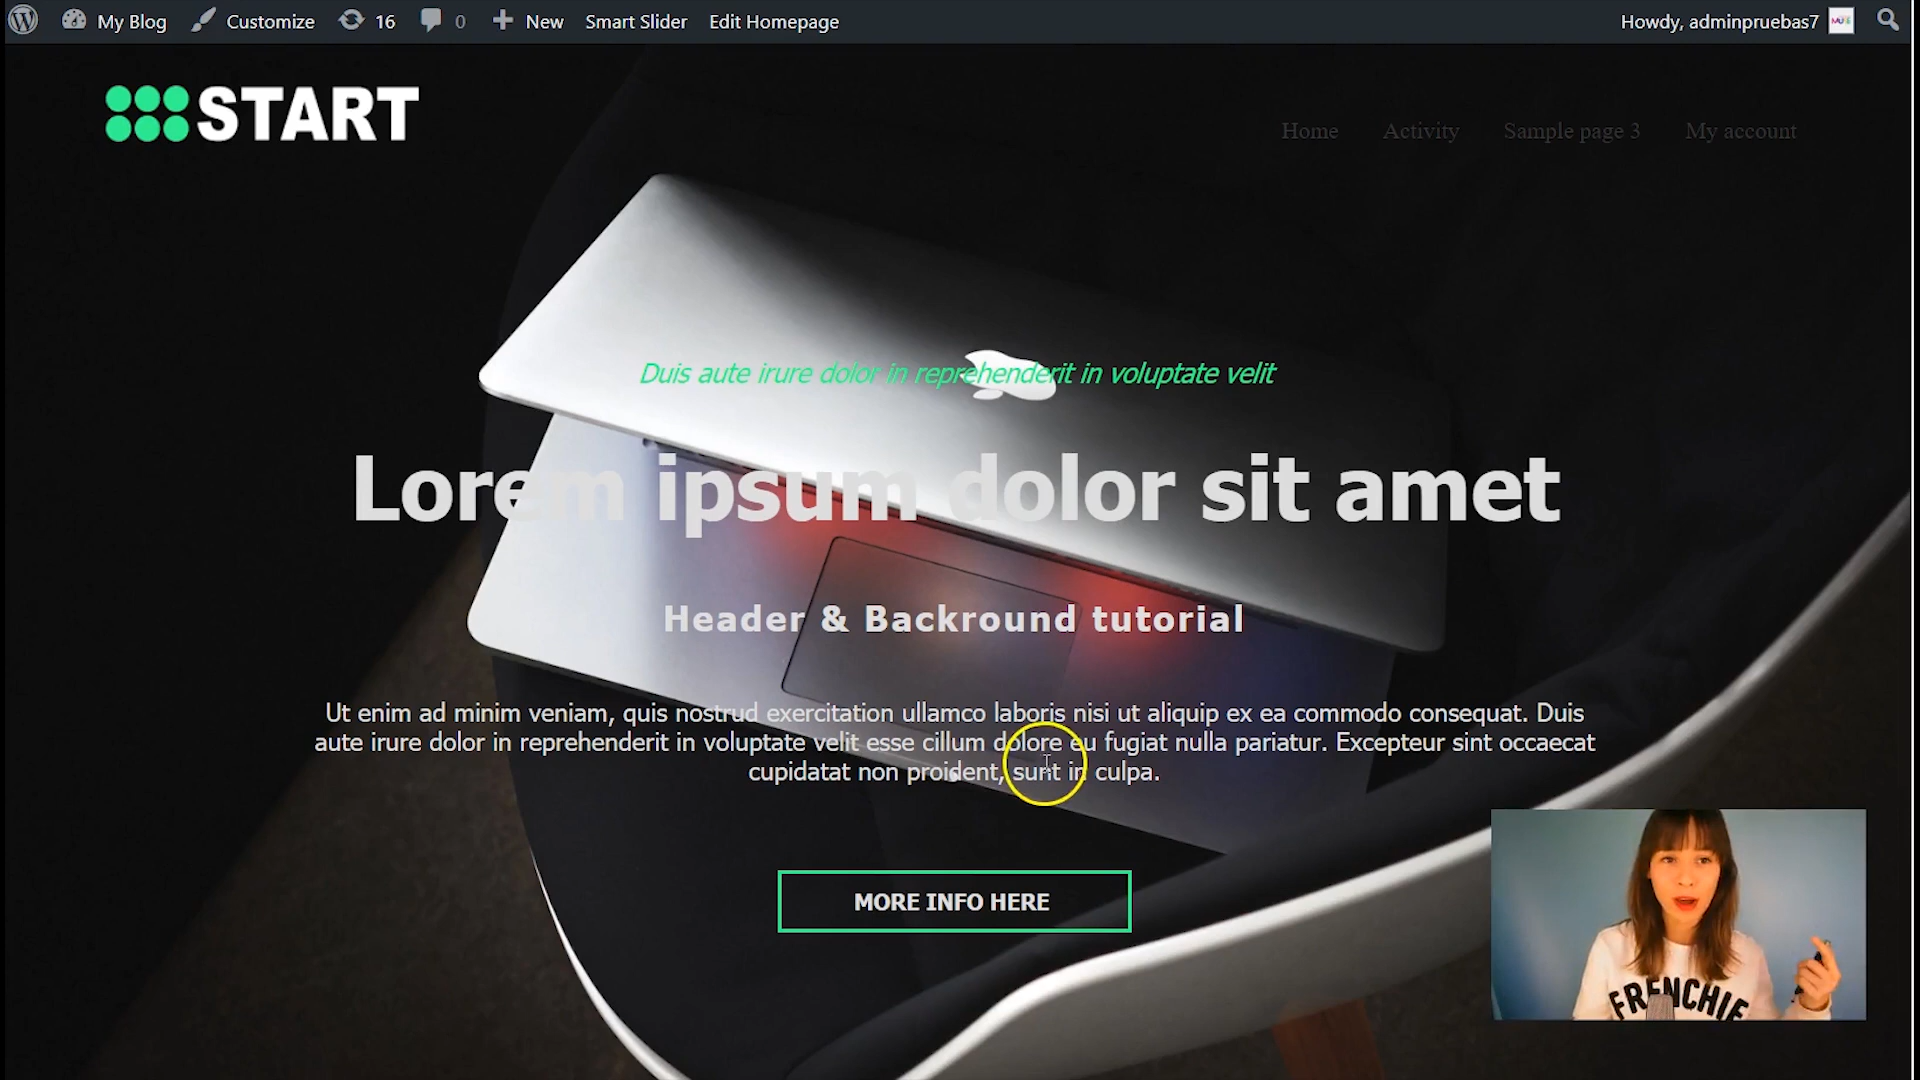 My Blog Customize 16 0 New Smart Slider Edit Homepage Howdy, adminpruebas7
START
Home Activity Sample page 3 My account
Duis aute irure dolor in reprehenderit in voluptate velit
Lorem ipsum dolor sit amet
Header & Backround tutorial
Ut enim ad minim veniam, quis nostrud exercitation ullamco laboris nisi ut aliquip ex ea commodo consequat. Duis
aute irure dolor in reprehenderit in voluptate velit esse cillum dolore eu fugiat nulla pariatur. Excepteur sint occaecat
cupidatat non proident, sunt in culpa.
MORE INFO HERE
FRENCHIE